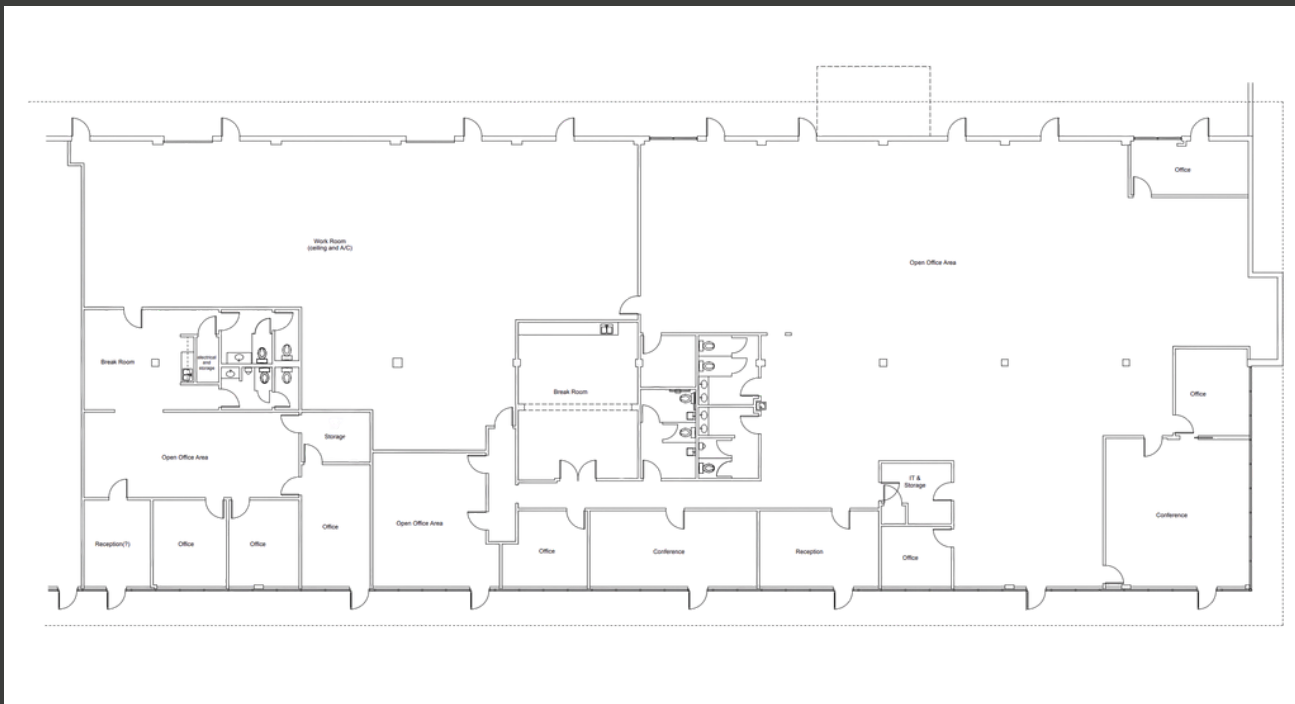 Office
Work Room
(ceiling and A/C)
Open Office Area
Break Room
electrical
and
storage
Break Room
Office
Storage
Open Office Area
IT &
Storage
Conference
Open Office Area
Office
Reception(?)
Office
Office
Office
Conference
Reception
Office